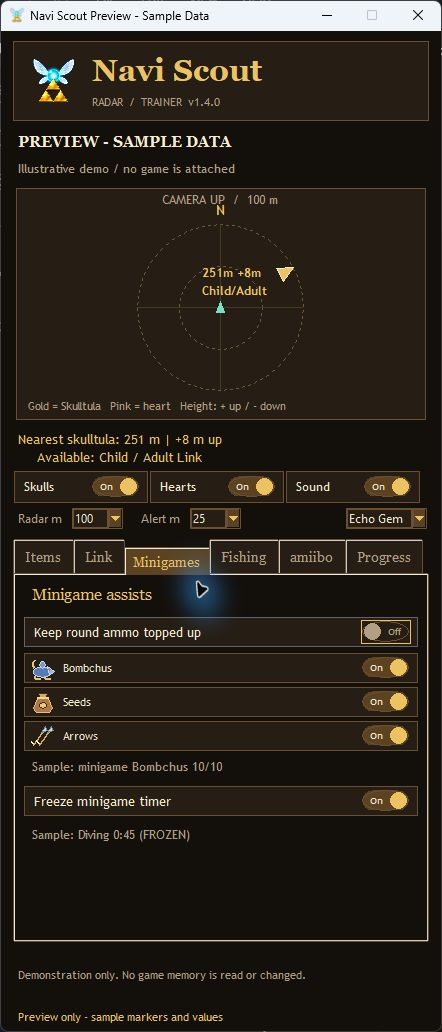 Navi Scout Preview - Sample Data
Navi Scout
RADAR / TRAINER v1.4.0
PREVIEW - SAMPLE DATA
Illustrative demo / no game is attached
CAMERA UP / 100 m
N
251m +8m
Child/Adult
Gold = Skulltula Pink = heart Height: + up / - down
Nearest skulltula: 251 m | +8 m up
Available: Child / Adult Link
Skulls On Hearts On Sound On
Radar m 100 Alert m 25 Echo Gem
Items Link Minigames Fishing amiibo Progress
Minigame assists
Keep round ammo topped up Off
Bombchus On
Seeds On
Arrows On
Sample: minigame Bombchus 10/10
Freeze minigame timer On
Sample: Diving 0:45 (FROZEN)
Demonstration only. No game memory is read or changed.
Preview only - sample markers and values